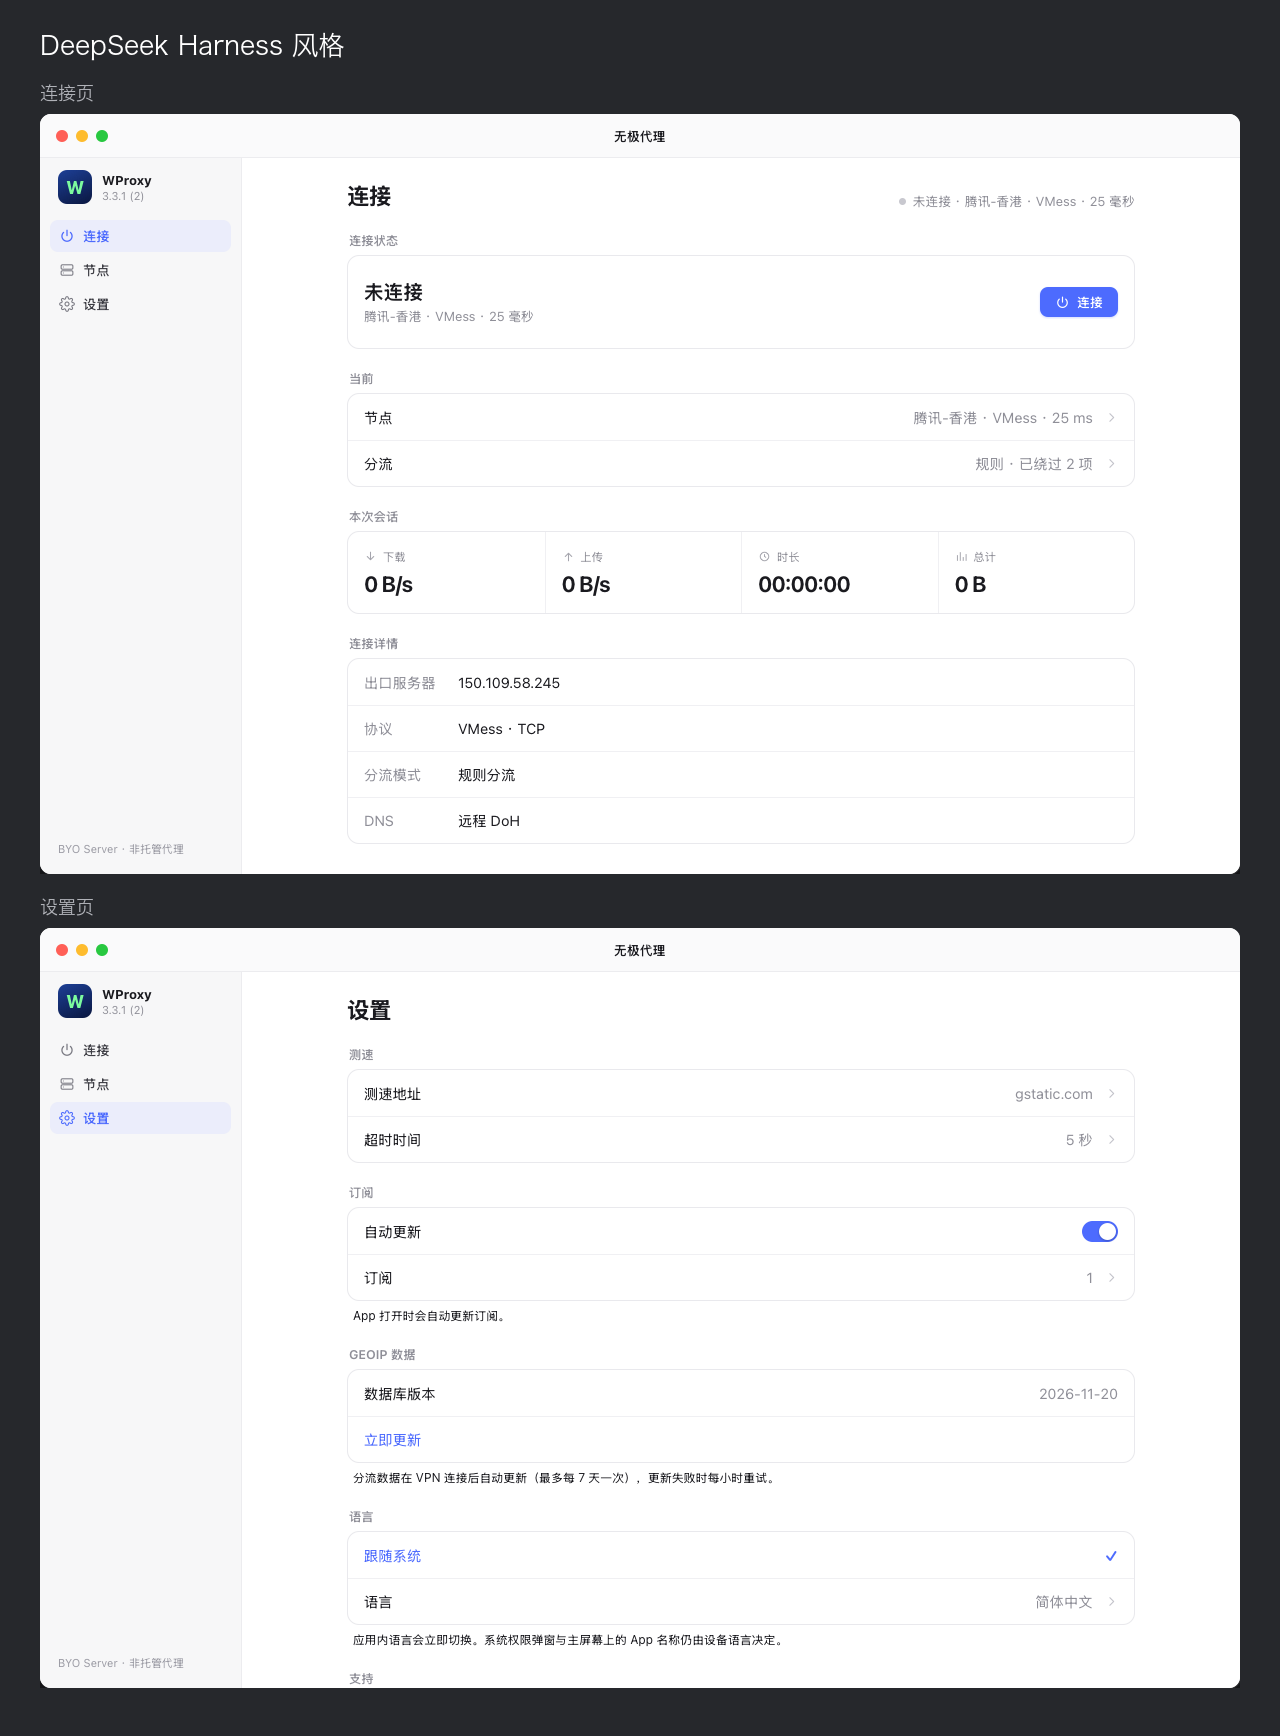 DeepSeek Harness 风格
连接页
无极代理
W
WProxy
3.3.1 (2)
连接
节点
设置
BYO Server · 非托管代理
连接
未连接 · 腾讯-香港 · VMess · 25 毫秒
连接状态
未连接
腾讯-香港 · VMess · 25 毫秒
连接
当前
节点
腾讯-香港 · VMess · 25 ms
分流
规则 · 已绕过 2 项
本次会话
下载
0 B/s
上传
0 B/s
时长
00:00:00
总计
0 B
连接详情
出口服务器 150.109.58.245
协议 VMess · TCP
分流模式 规则分流
DNS 远程 DoH
设置页
无极代理
W
WProxy
3.3.1 (2)
连接
节点
设置
BYO Server · 非托管代理
设置
测速
测速地址 gstatic.com
超时时间 5 秒
订阅
自动更新
订阅 1
App 打开时会自动更新订阅。
GEOIP 数据
数据库版本 2026-11-20
立即更新
分流数据在 VPN 连接后自动更新（最多每 7 天一次），更新失败时每小时重试。
语言
跟随系统
语言 简体中文
应用内语言会立即切换。系统权限弹窗与主屏幕上的 App 名称仍由设备语言决定。
支持